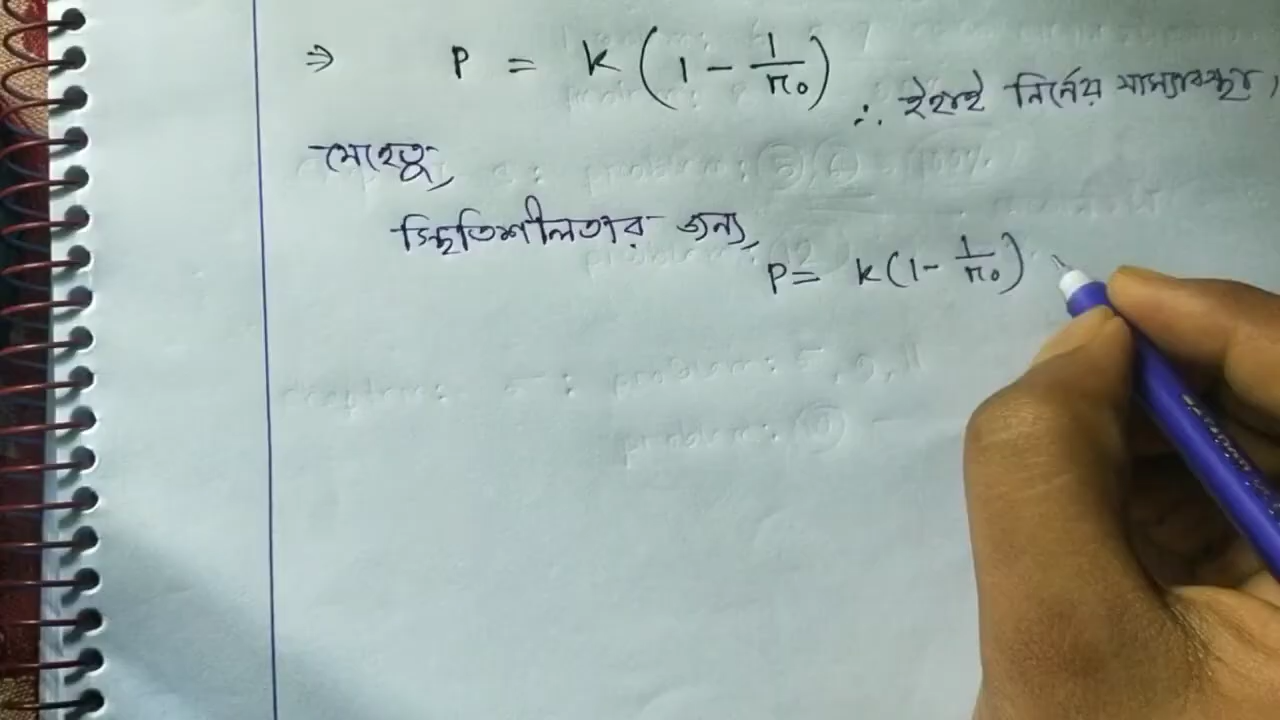 ⇒ P = k(1 - 1/π₀) ∴ ইহাই নির্নেয় সাম্যাবস্থা,
যেহেতু,
স্থিতিশীলতার জন্য,
P = k(1 - 1/π₀)